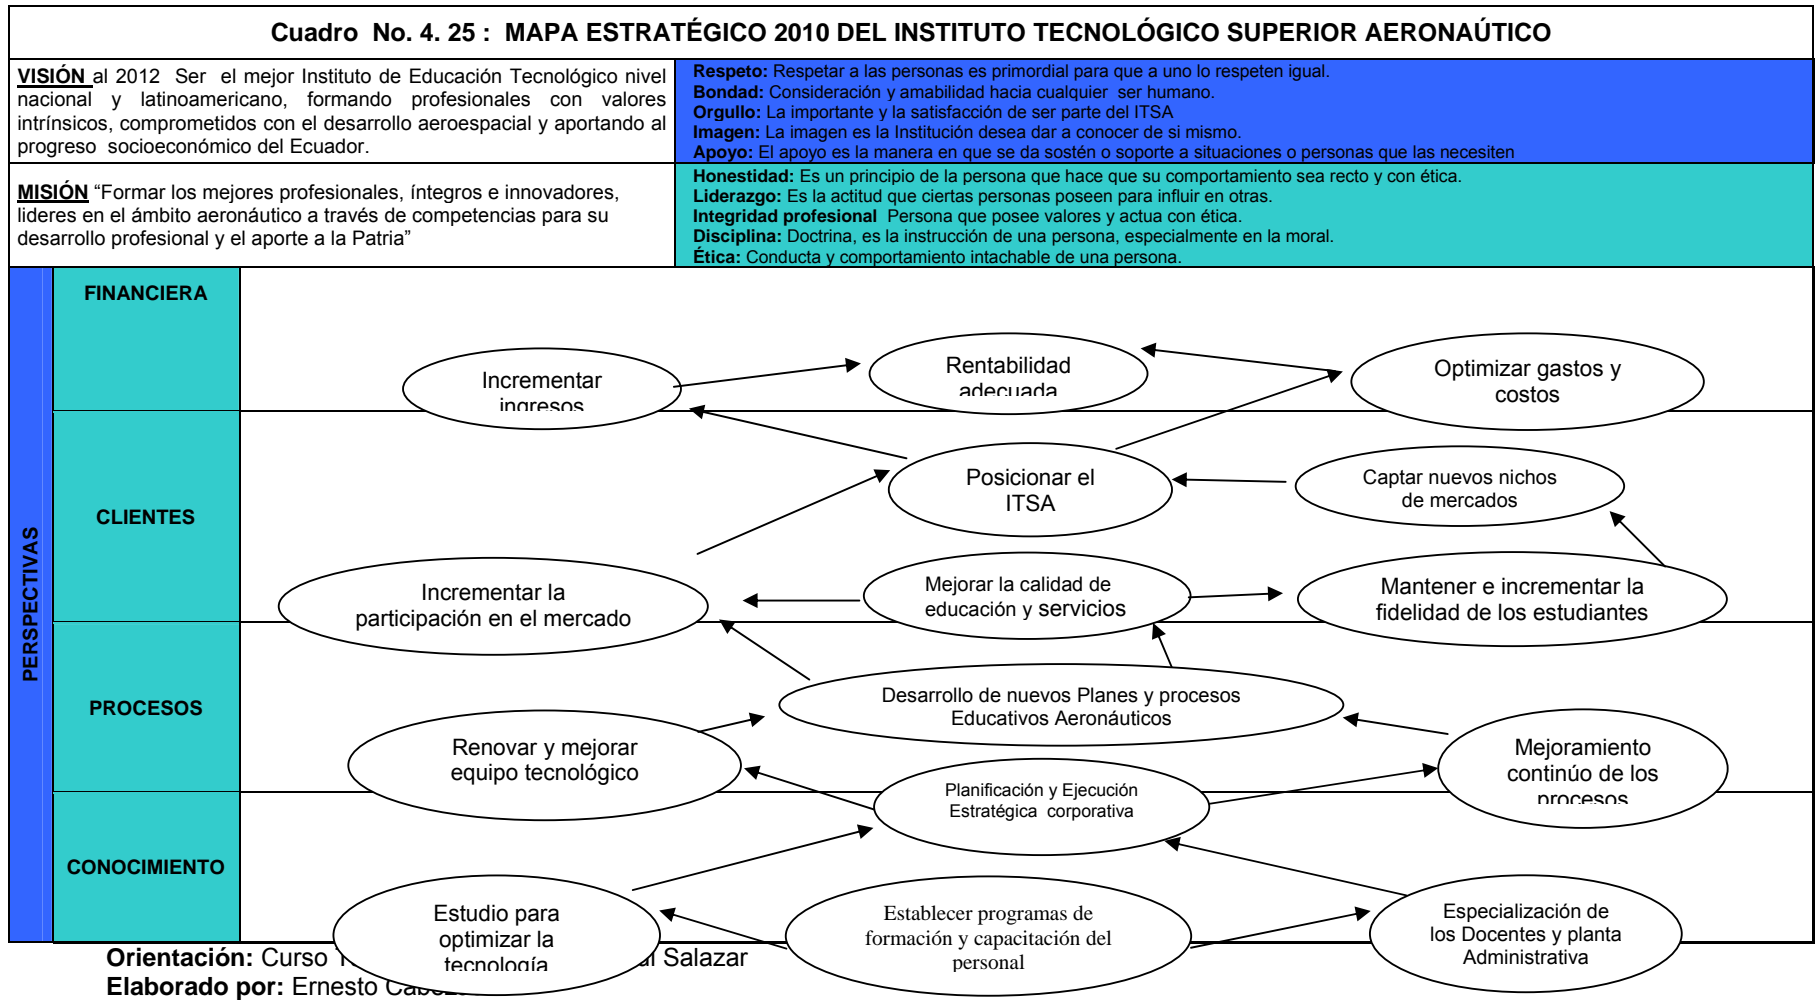 Cuadro No. 4. 25 : MAPA ESTRATÉGICO 2010 DEL INSTITUTO TECNOLÓGICO SUPERIOR AERONAÚTICO
VISIÓN al 2012 Ser el mejor Instituto de Educación Tecnológico nivel
nacional y latinoamericano, formando profesionales con valores
intrínsicos, comprometidos con el desarrollo aeroespacial y aportando al
progreso socioeconómico del Ecuador.
Respeto: Respetar a las personas es primordial para que a uno lo respeten igual.
Bondad: Consideración y amabilidad hacia cualquier ser humano.
Orgullo: La importante y la satisfacción de ser parte del ITSA
Imagen: La imagen es la Institución desea dar a conocer de si mismo.
Apoyo: El apoyo es la manera en que se da sostén o soporte a situaciones o personas que las necesiten
MISIÓN “Formar los mejores profesionales, íntegros e innovadores,
lideres en el ámbito aeronáutico a través de competencias para su
desarrollo profesional y el aporte a la Patria”
Honestidad: Es un principio de la persona que hace que su comportamiento sea recto y con ética.
Liderazgo: Es la actitud que ciertas personas poseen para influir en otras.
Integridad profesional Persona que posee valores y actua con ética.
Disciplina: Doctrina, es la instrucción de una persona, especialmente en la moral.
Ética: Conducta y comportamiento intachable de una persona.
PERSPECTIVAS
FINANCIERA
Incrementar
ingresos
Rentabilidad
adecuada
Optimizar gastos y
costos
CLIENTES
Posicionar el
ITSA
Captar nuevos nichos
de mercados
Incrementar la
participación en el mercado
Mejorar la calidad de
educación y servicios
Mantener e incrementar la
fidelidad de los estudiantes
PROCESOS
Desarrollo de nuevos Planes y procesos
Educativos Aeronáuticos
Renovar y mejorar
equipo tecnológico
Mejoramiento
continúo de los
procesos
Planificación y Ejecución
Estratégica corporativa
CONOCIMIENTO
Estudio para
optimizar la
tecnología
Establecer programas de
formación y capacitación del
personal
Especialización de
los Docentes y planta
Administrativa
Orientación: Curso Salazar
Elaborado por: Ernesto